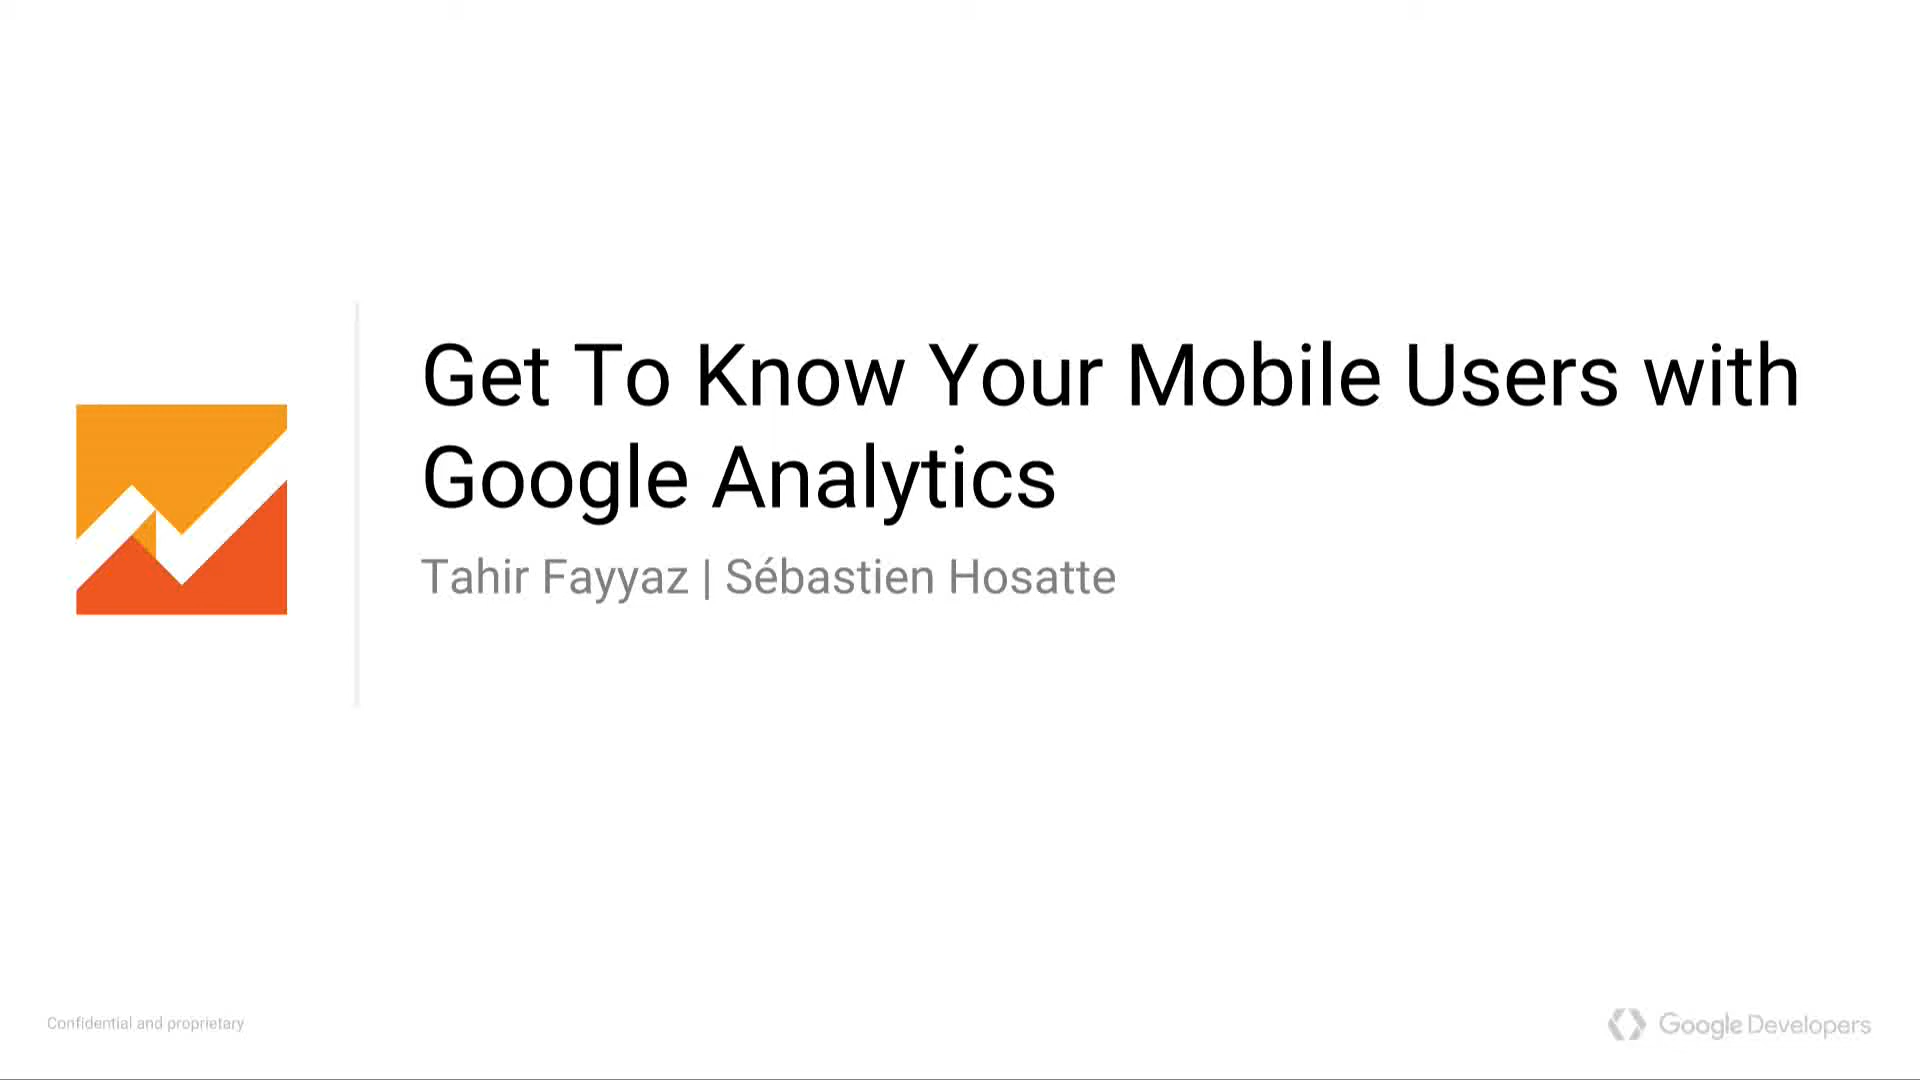 Get To Know Your Mobile Users with
Google Analytics
Tahir Fayyaz | Sébastien Hosatte
Confidential and proprietary
Google Developers